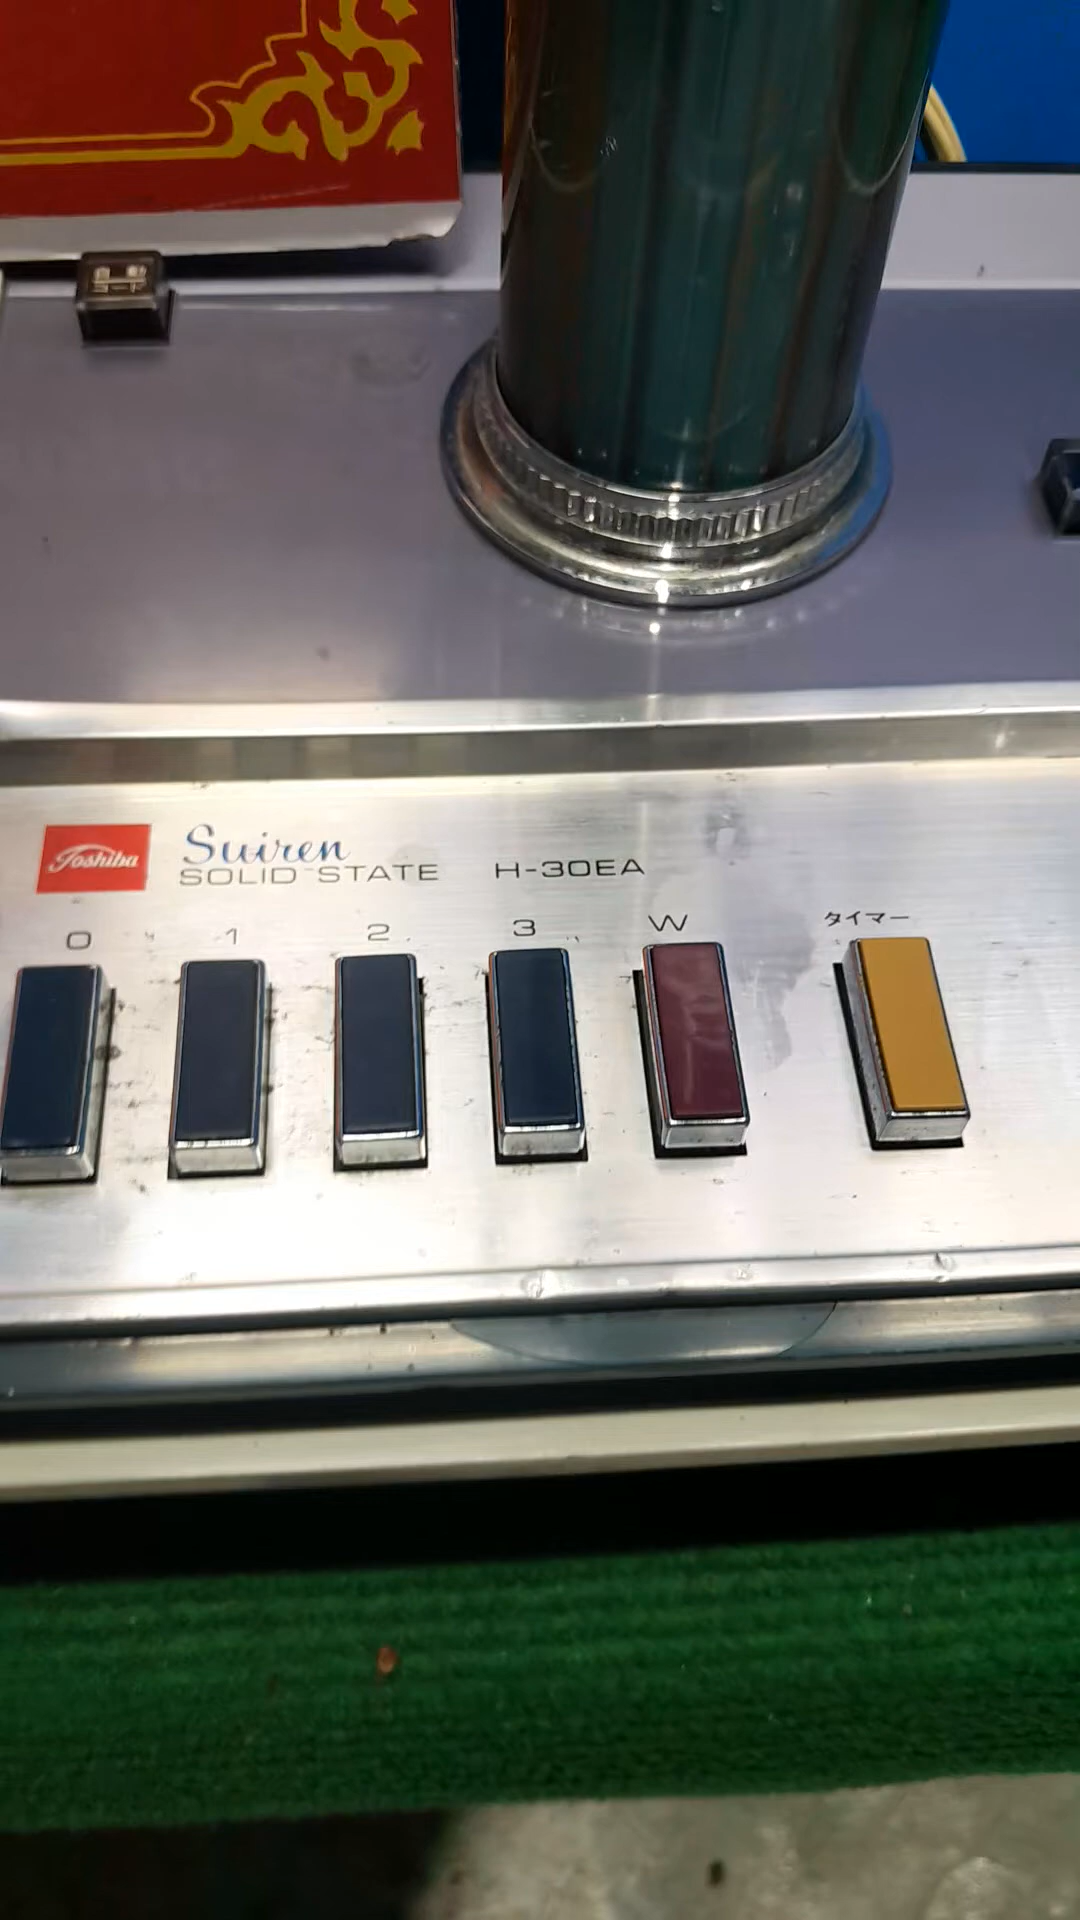 Toshiba
Suiren
SOLID STATE H-30EA
0 1 2 3 W タイマー